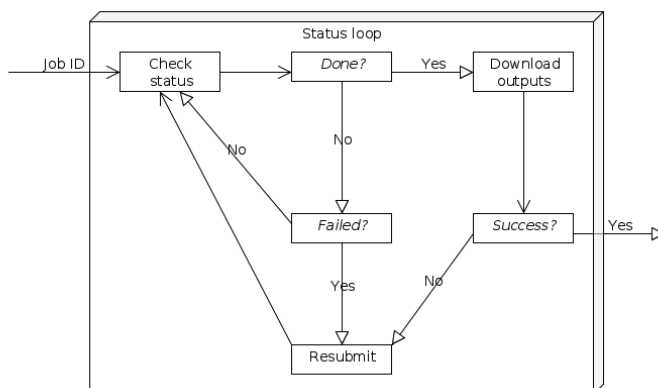 Status loop
Job ID
Check
status
Done?
Yes
Download
outputs
No
No
Failed?
Success?
Yes
Yes
No
Resubmit